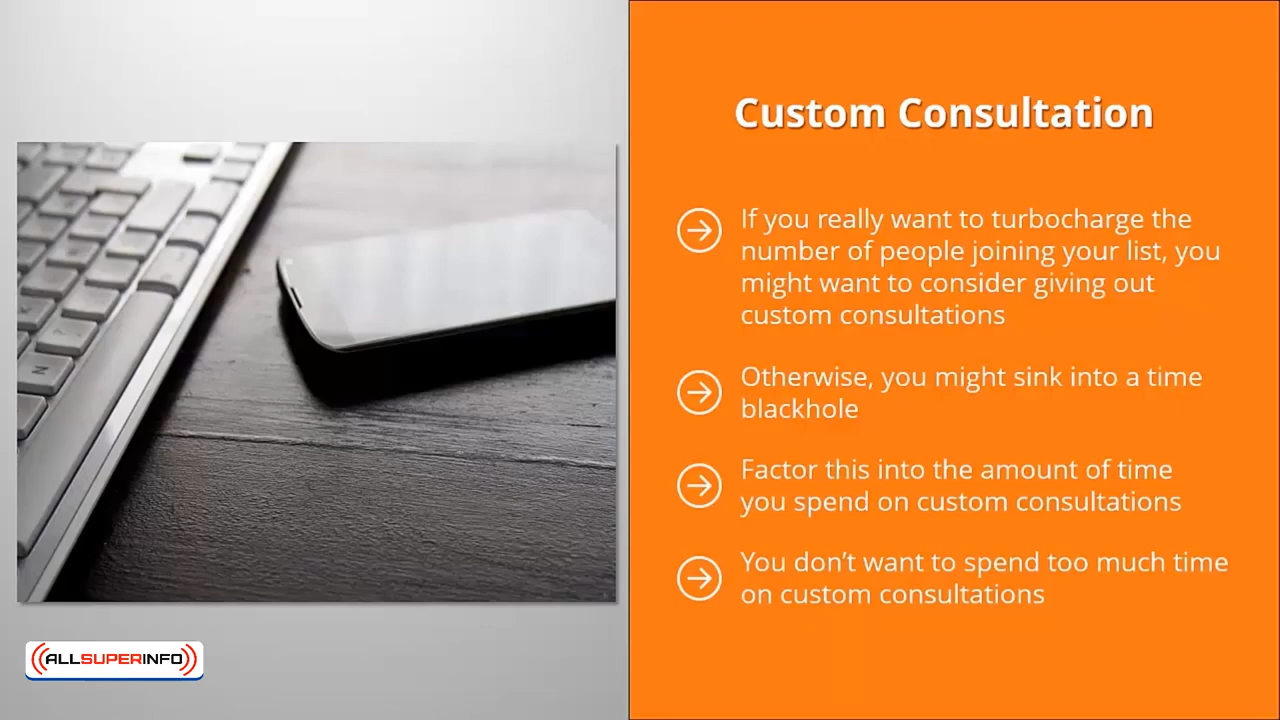 Custom Consultation
If you really want to turbocharge the
number of people joining your list, you
might want to consider giving out
custom consultations
Otherwise, you might sink into a time
blackhole
Factor this into the amount of time
you spend on custom consultations
You don’t want to spend too much time
on custom consultations
N
ALLSUPERINFO